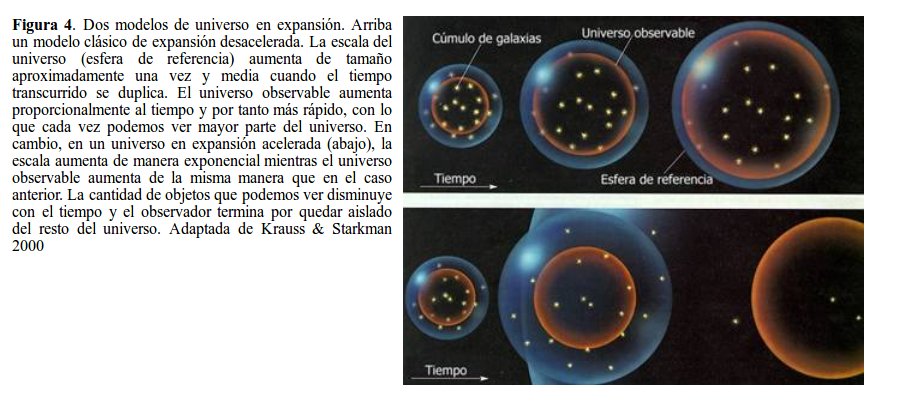 Figura 4. Dos modelos de universo en expansión. Arriba
un modelo clásico de expansión desacelerada. La escala del
universo (esfera de referencia) aumenta de tamaño
aproximadamente una vez y media cuando el tiempo
transcurrido se duplica. El universo observable aumenta
proporcionalmente al tiempo y por tanto más rápido, con lo
que cada vez podemos ver mayor parte del universo. En
cambio, en un universo en expansión acelerada (abajo), la
escala aumenta de manera exponencial mientras el universo
observable aumenta de la misma manera que en el caso
anterior. La cantidad de objetos que podemos ver disminuye
con el tiempo y el observador termina por quedar aislado
del resto del universo. Adaptada de Krauss & Starkman
2000
Cúmulo de galaxias
Universo observable
Tiempo
Esfera de referencia
Tiempo